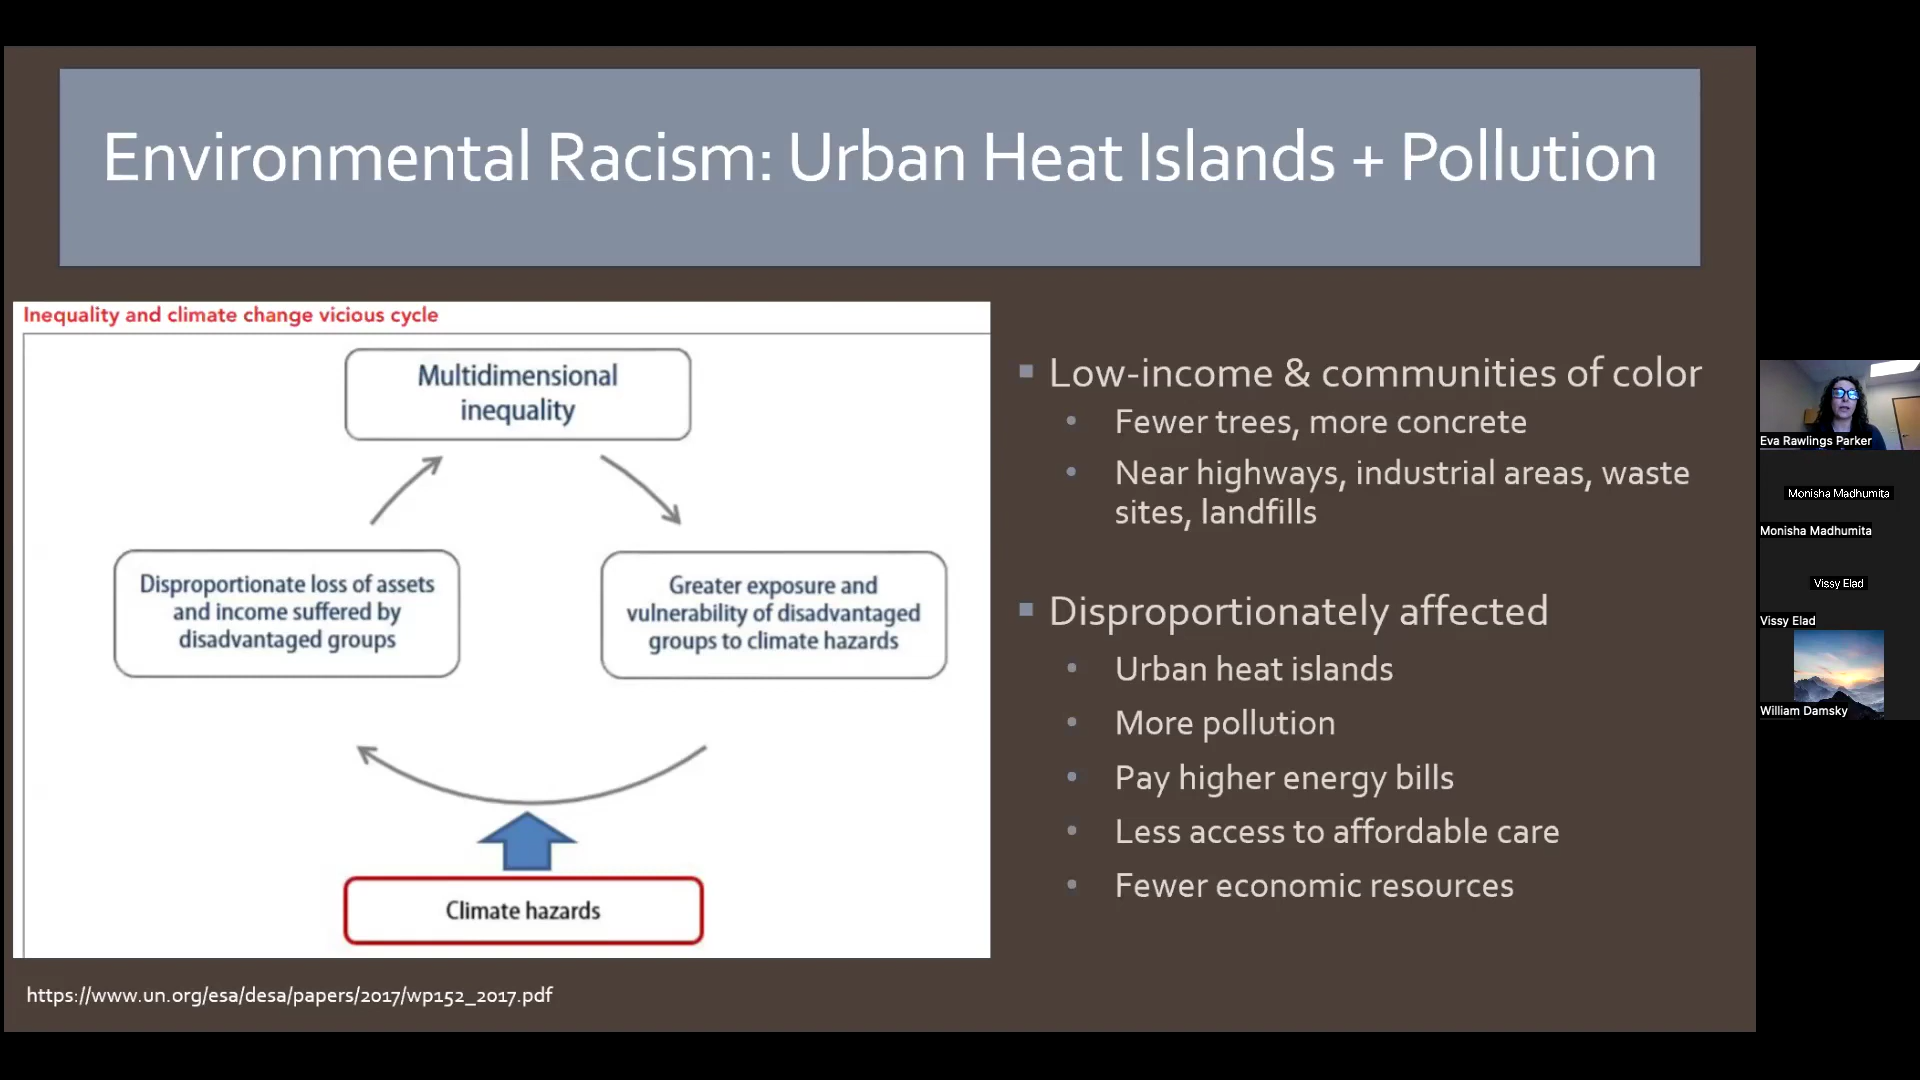 Environmental Racism: Urban Heat Islands + Pollution
Inequality and climate change vicious cycle
Multidimensional
inequality
Disproportionate loss of assets
and income suffered by
disadvantaged groups
Greater exposure and
vulnerability of disadvantaged
groups to climate hazards
Climate hazards
https://www.un.org/esa/desa/papers/2017/wp152_2017.pdf
Low-income & communities of color
Fewer trees, more concrete
Near highways, industrial areas, waste
sites, landfills
Disproportionately affected
Urban heat islands
More pollution
Pay higher energy bills
Less access to affordable care
Fewer economic resources
Eva Rawlings Parker
Monisha Madhumita
Monisha Madhumita
Vissy Elad
Vissy Elad
William Damsky